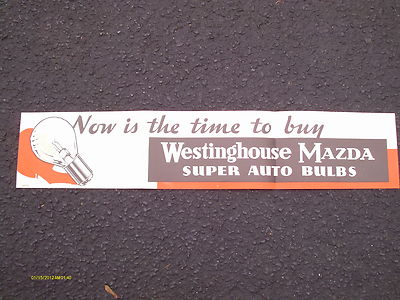 Now is the time to buy
Westinghouse Mazda
SUPER AUTO BULBS